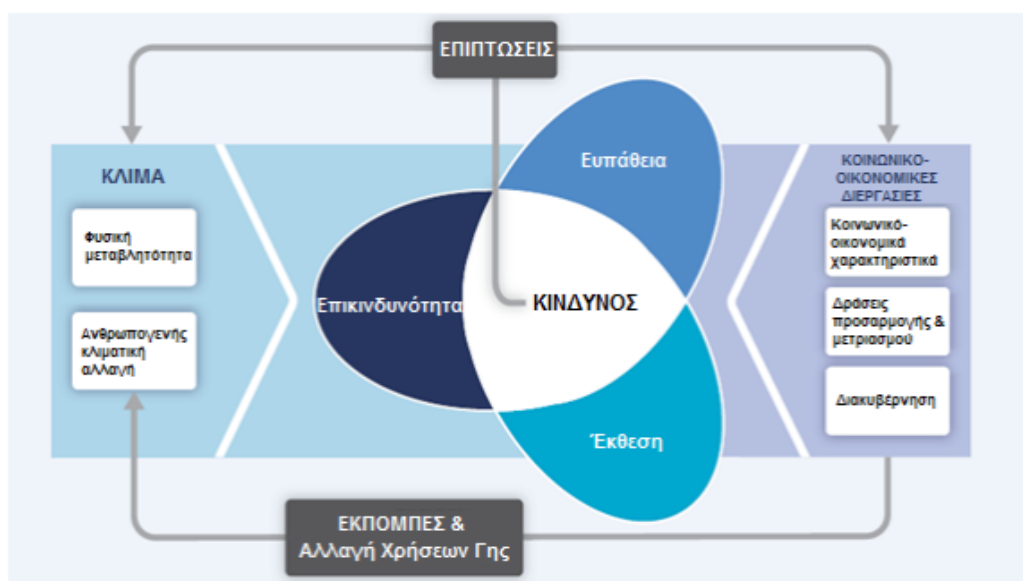 ΕΠΙΠΤΩΣΕΙΣ
ΚΛΙΜΑ
Φυσική
μεταβλητότητα
Ανθρωπογενής
κλιματική
αλλαγή
Επικινδυνότητα
Ευπάθεια
ΚΙΝΔΥΝΟΣ
Έκθεση
ΚΟΙΝΩΝΙΚΟ-
ΟΙΚΟΝΟΜΙΚΕΣ
ΔΙΕΡΓΑΣΙΕΣ
Κοινωνικό-
οικονομικά
χαρακτηριστικά
Δράσεις
προσαρμογής &
μετριασμού
Διακυβέρνηση
ΕΚΠΟΜΠΕΣ &
Αλλαγή Χρήσεων Γης